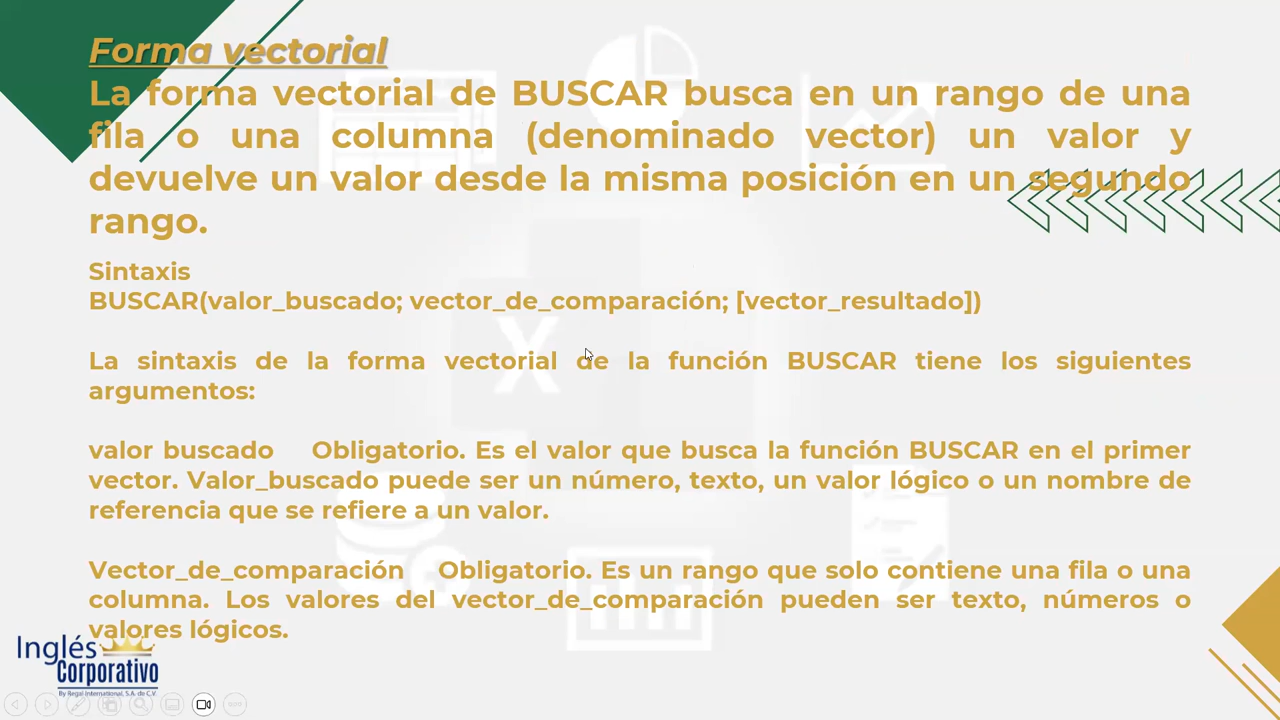 Forma vectorial
La forma vectorial de BUSCAR busca en un rango de una
fila o una columna (denominado vector) un valor y
devuelve un valor desde la misma posición en un segundo
rango.
Sintaxis
BUSCAR(valor_buscado; vector_de_comparación; [vector_resultado])
La sintaxis de la forma vectorial de la función BUSCAR tiene los siguientes
argumentos:
valor buscado Obligatorio. Es el valor que busca la función BUSCAR en el primer
vector. Valor_buscado puede ser un número, texto, un valor lógico o un nombre de
referencia que se refiere a un valor.
Vector_de_comparación Obligatorio. Es un rango que solo contiene una fila o una
columna. Los valores del vector_de_comparación pueden ser texto, números o
valores lógicos.
Inglés
Corporativo
By Regal International, S.A. de C.V.
X